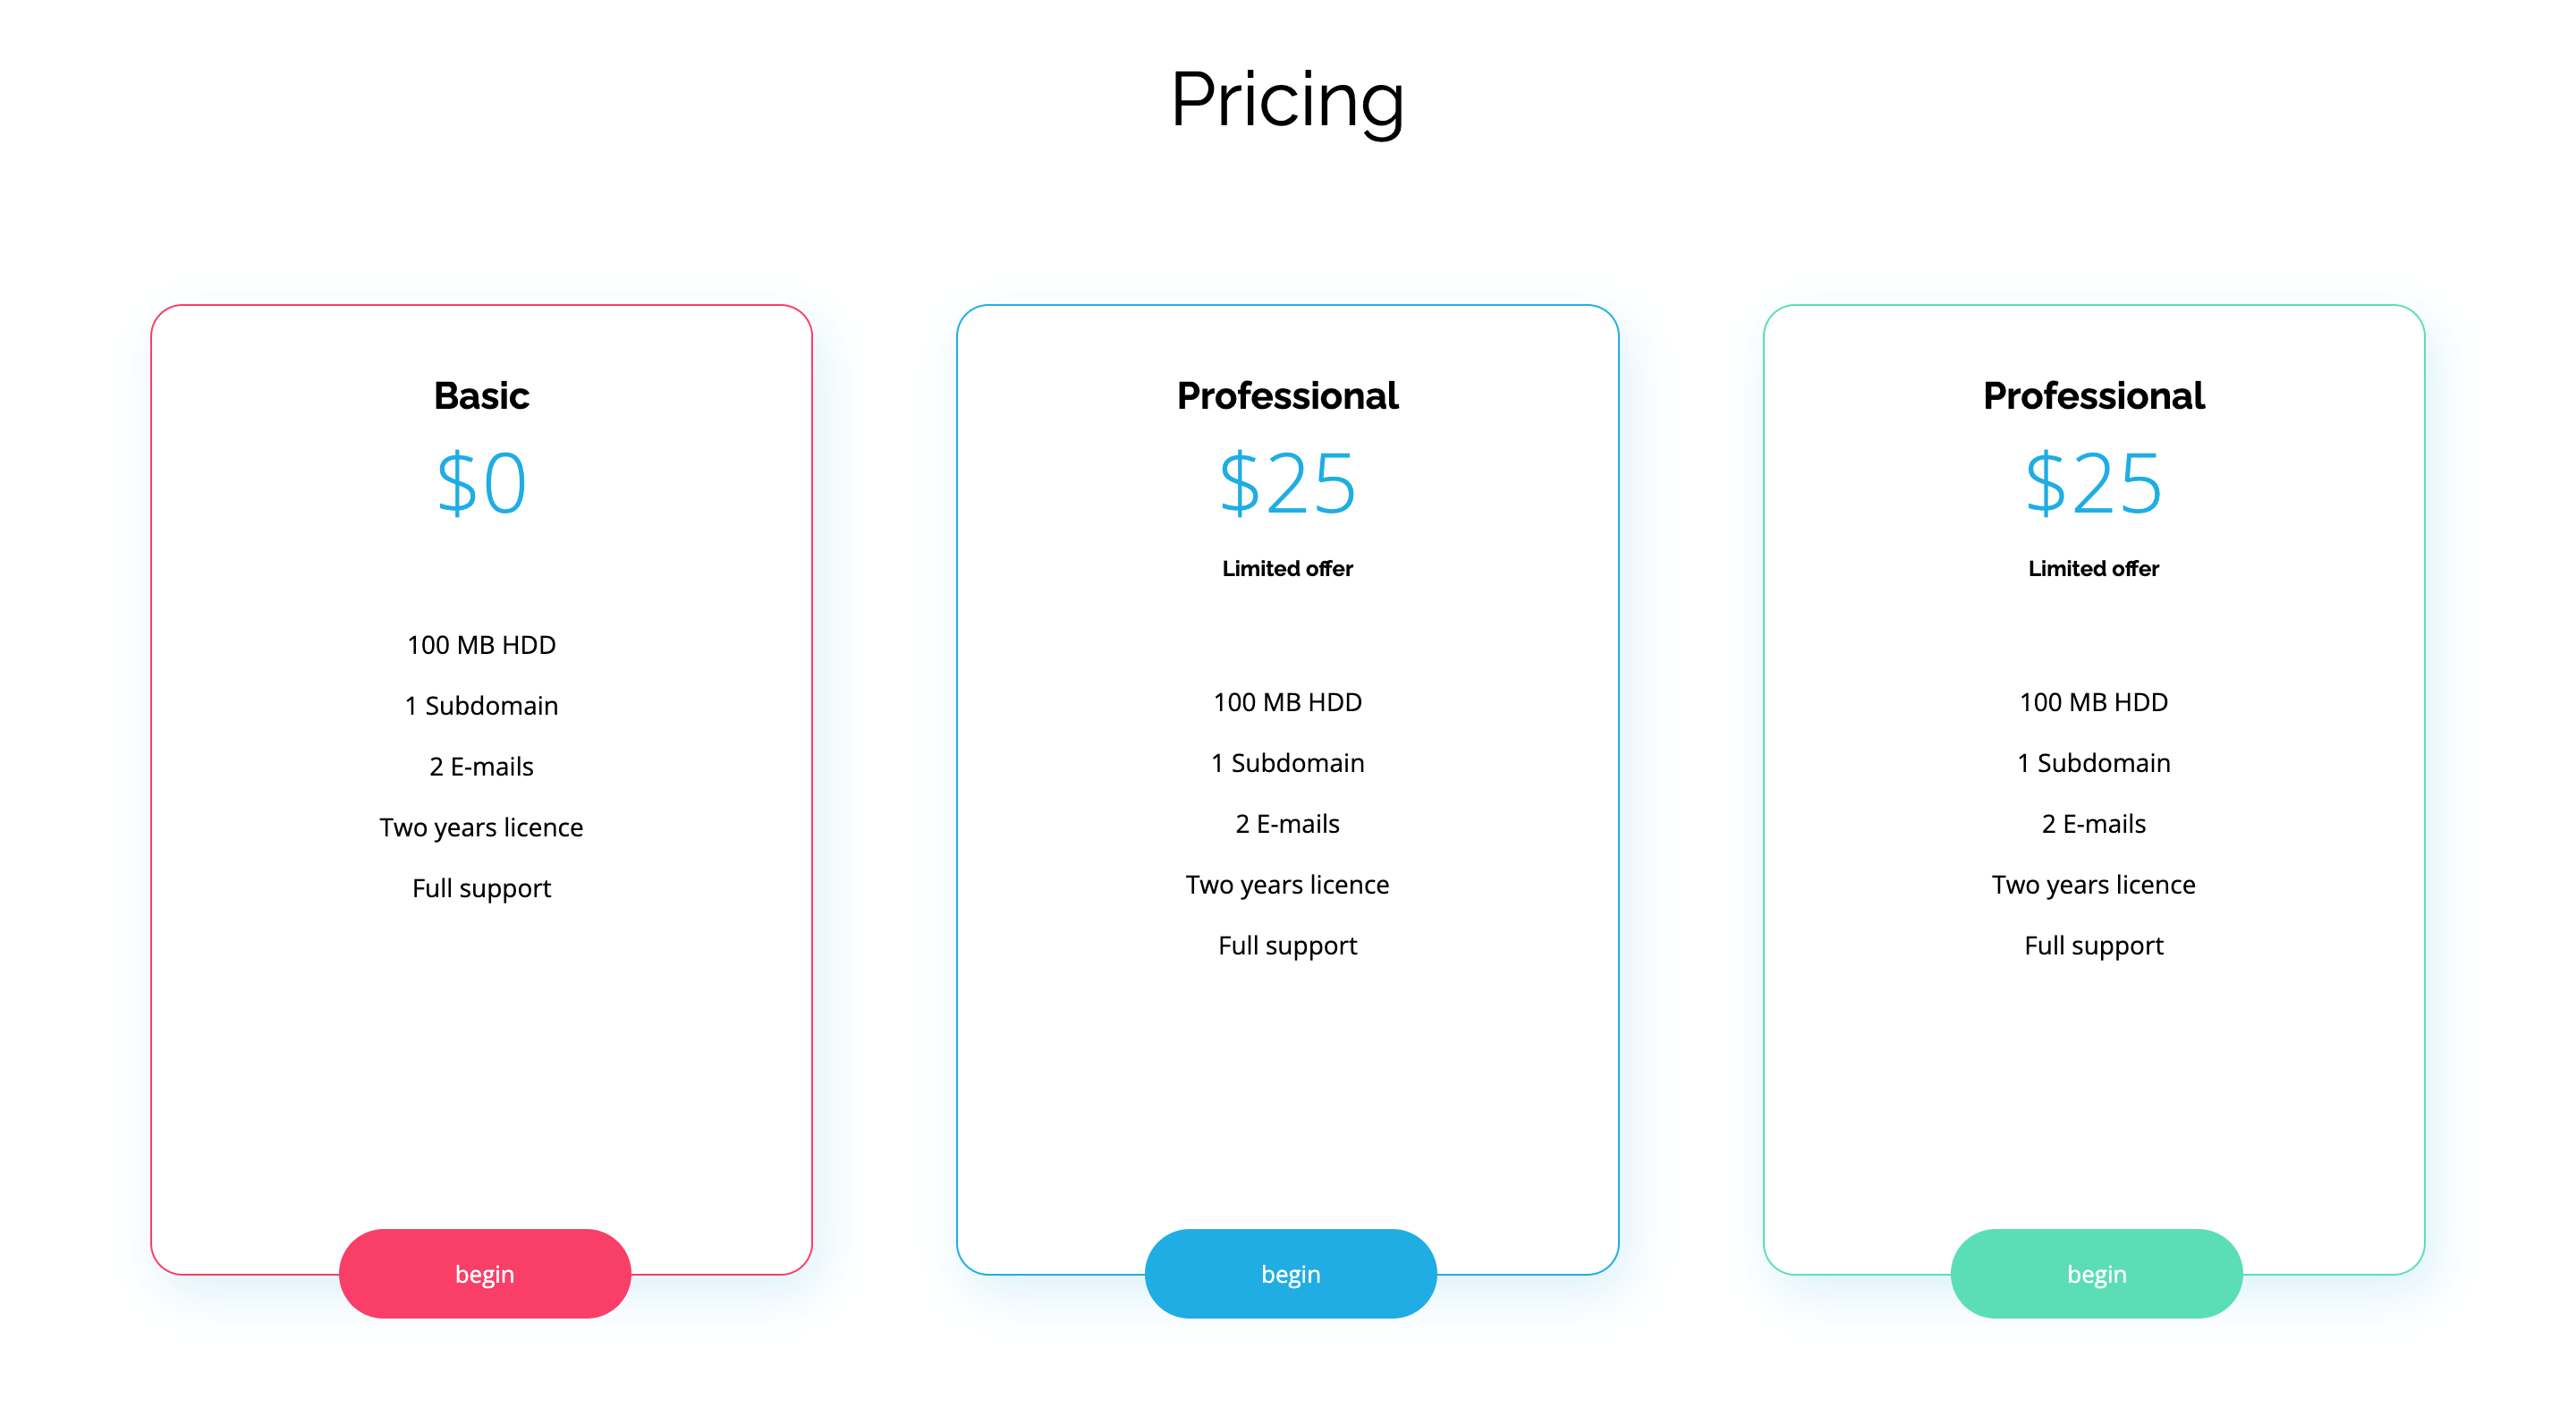 Pricing
Basic
$0
100 MB HDD
1 Subdomain
2 E-mails
Two years licence
Full support
begin
Professional
$25
Limited offer
100 MB HDD
1 Subdomain
2 E-mails
Two years licence
Full support
begin
Professional
$25
Limited offer
100 MB HDD
1 Subdomain
2 E-mails
Two years licence
Full support
begin